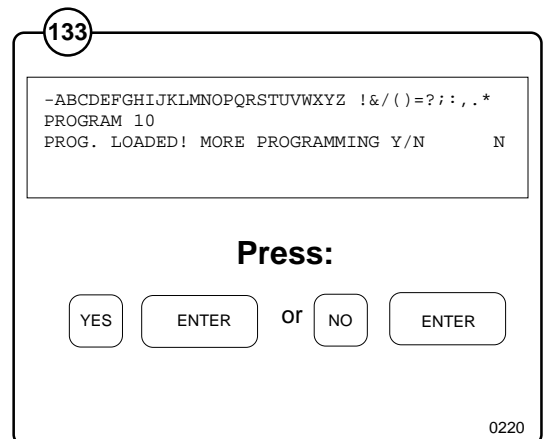 133
-ABCDEFGHIJKLMNOPQRSTUVWXYZ !&/()=?;:,.*
PROGRAM 10
PROG. LOADED! MORE PROGRAMMING Y/N N
Press:
YES ENTER or NO ENTER
0220